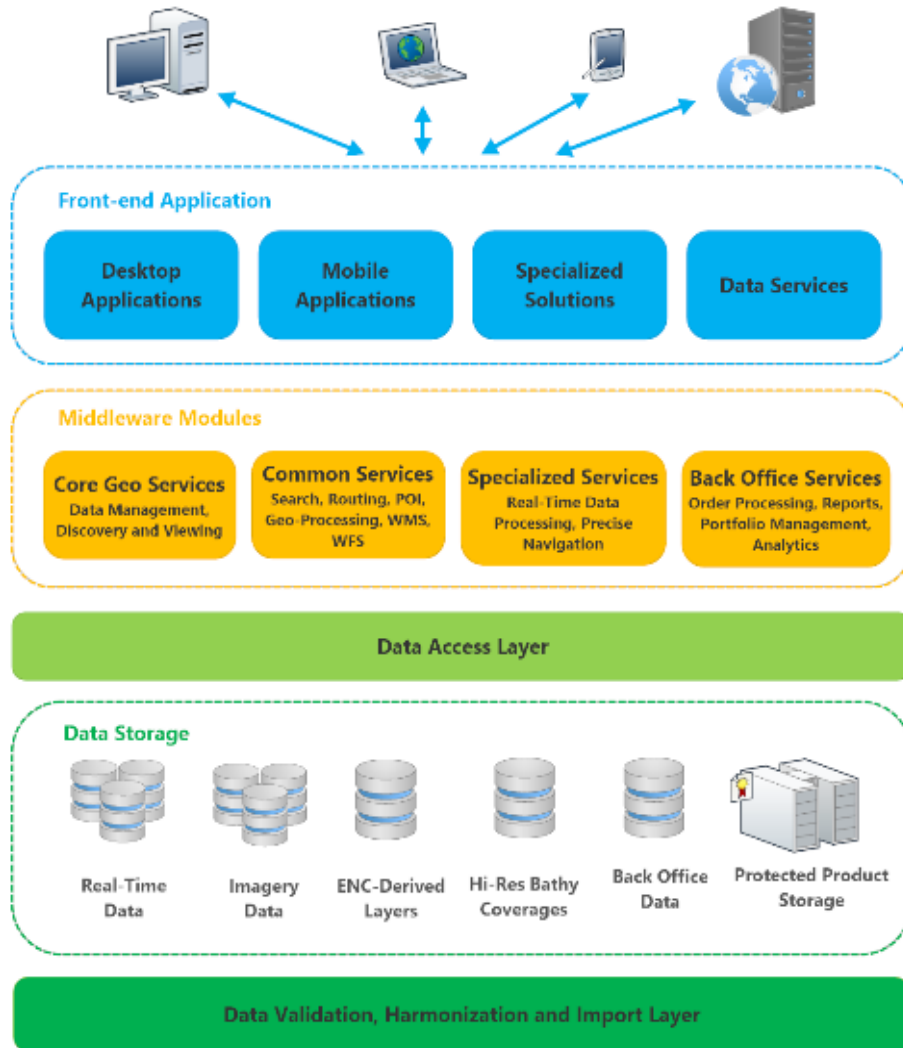 Front-end Application
Desktop
Applications
Mobile
Applications
Specialized
Solutions
Data Services
Middleware Modules
Core Geo Services
Data Management,
Discovery and Viewing
Common Services
Search, Routing, POI,
Geo-Processing, WMS,
WFS
Specialized Services
Real-Time Data
Processing, Precise
Navigation
Back Office Services
Order Processing, Reports,
Portfolio Management,
Analytics
Data Access Layer
Data Storage
Real-Time
Data
Imagery
Data
ENC-Derived
Layers
Hi-Res Bathy
Coverages
Back Office
Data
Protected Product
Storage
Data Validation, Harmonization and Import Layer